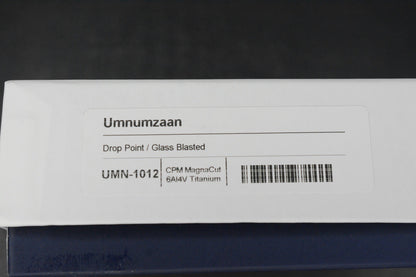 Umnumzaan
Drop Point / Glass Blasted
UMN-1012
CPM MagnaCut
6Al4V Titanium